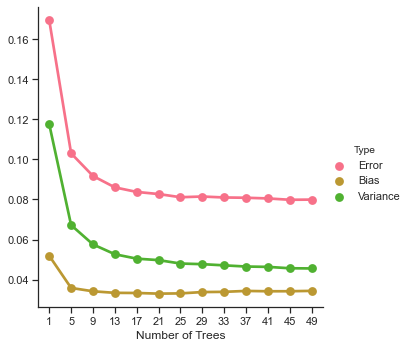 0.16
0.14
0.12
0.10
0.08
0.06
0.04
1 5 9 13 17 21 25 29 33 37 41 45 49
Number of Trees
Type
Error
Bias
Variance